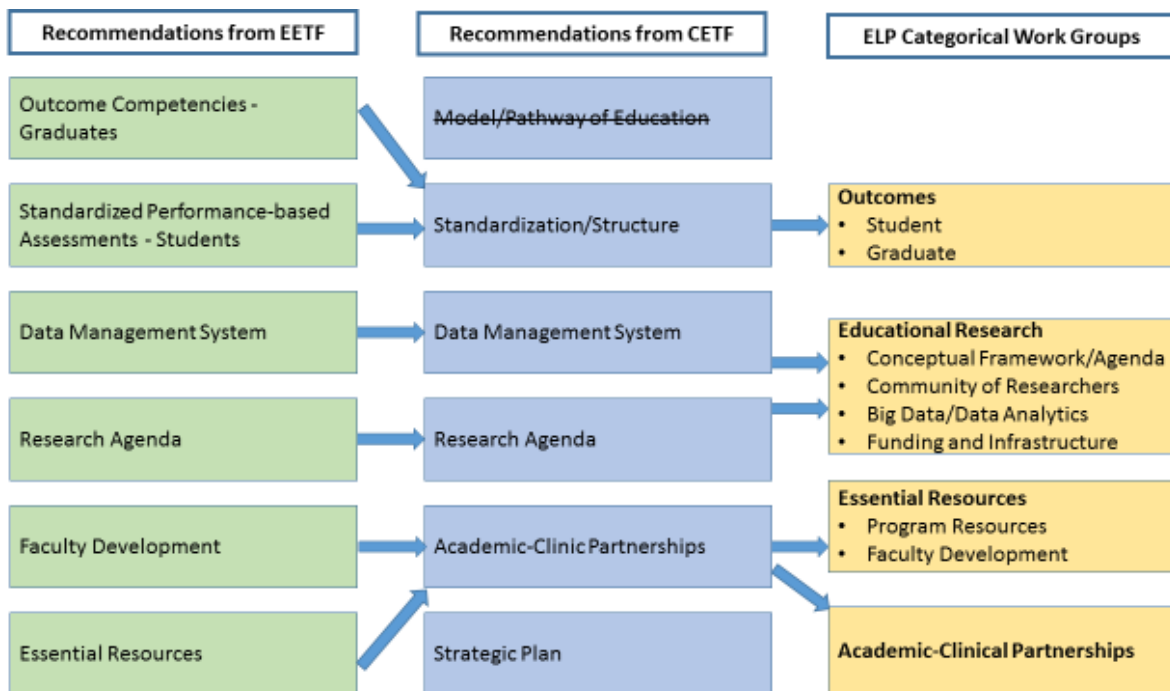 Recommendations from EETF
Recommendations from CETF
ELP Categorical Work Groups
Outcome Competencies -
Graduates
Model/Pathway of Education
Standardized Performance-based
Assessments - Students
Standardization/Structure
Outcomes
• Student
• Graduate
Data Management System
Data Management System
Educational Research
• Conceptual Framework/Agenda
• Community of Researchers
• Big Data/Data Analytics
• Funding and Infrastructure
Research Agenda
Research Agenda
Faculty Development
Academic-Clinic Partnerships
Essential Resources
• Program Resources
• Faculty Development
Essential Resources
Strategic Plan
Academic-Clinical Partnerships